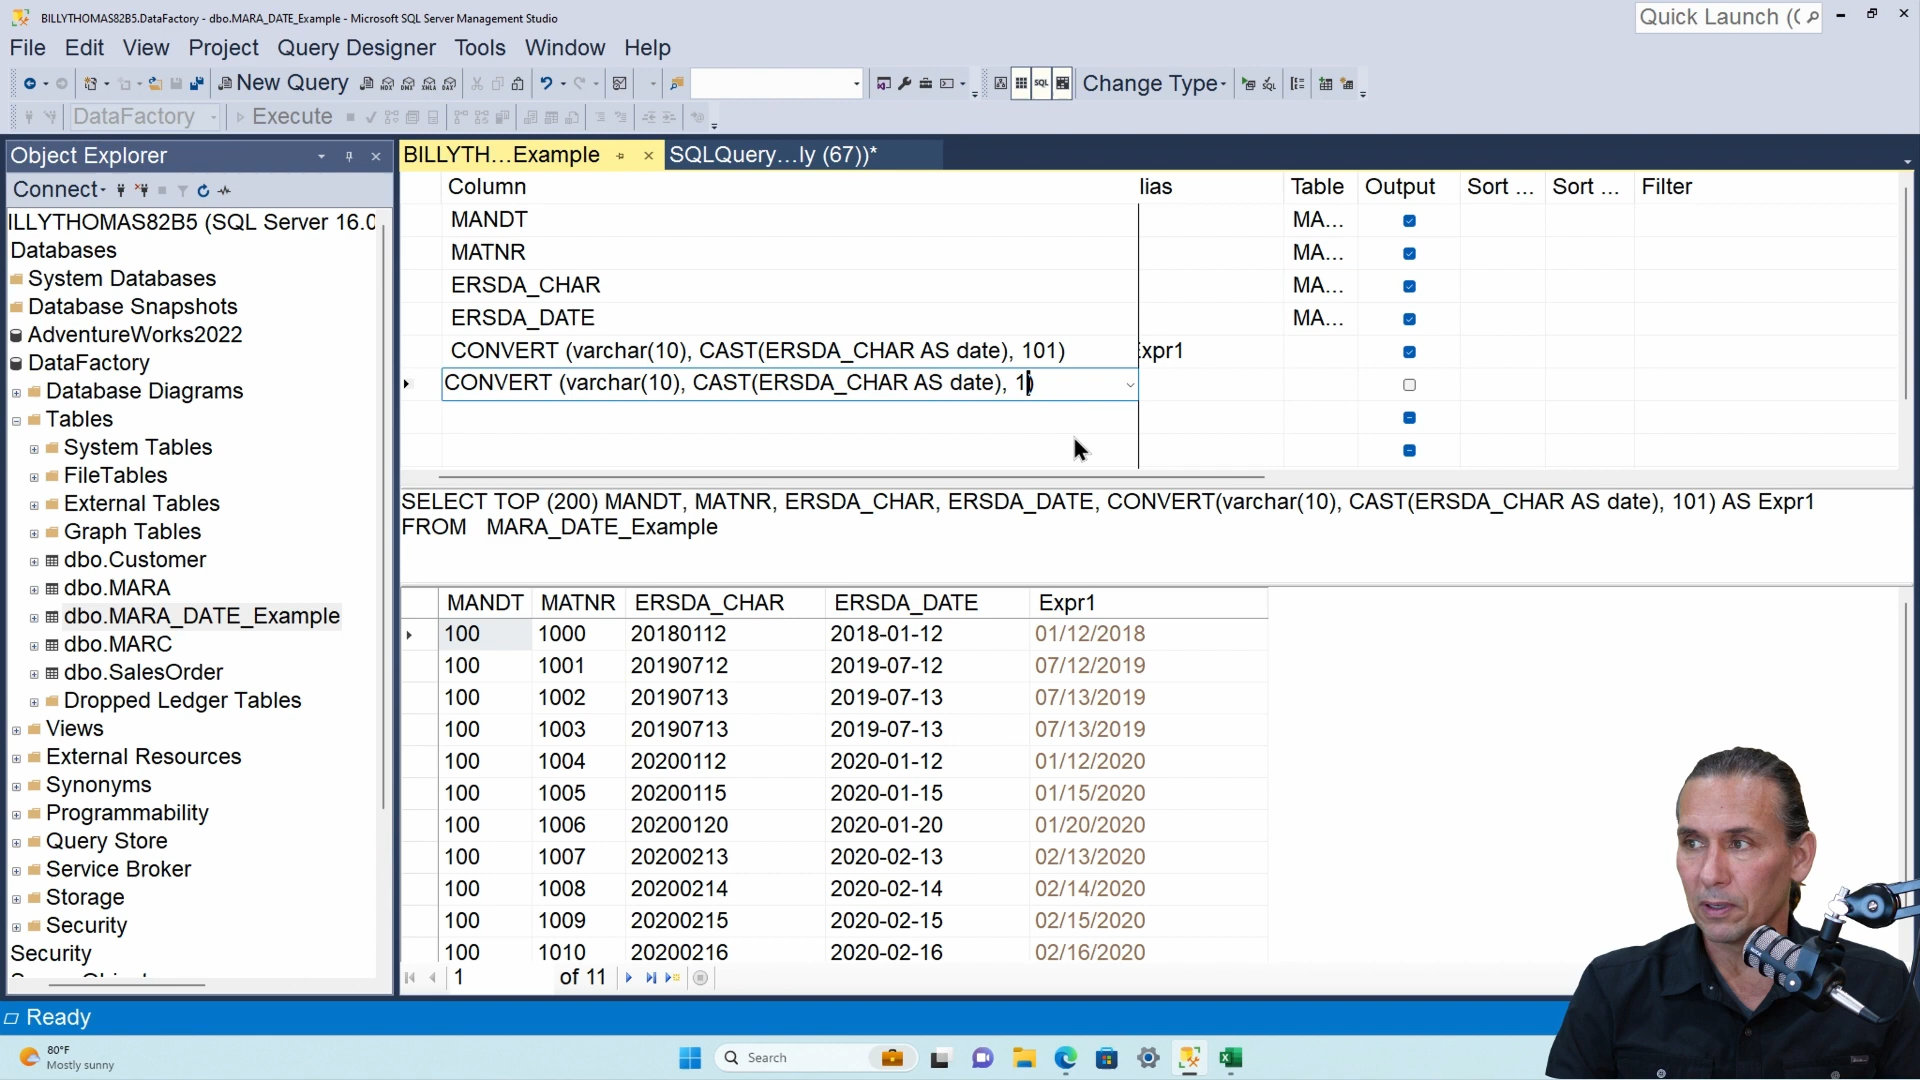 BILLYTHOMAS82B5.DataFactory - dbo.MARA_DATE_Example - Microsoft SQL Server Management Studio
Quick Launch (
File Edit View Project Query Designer Tools Window Help
New Query
Change Type
DataFactory
Execute
Object Explorer
Connect
ILLYTHOMAS82B5 (SQL Server 16.0
Databases
System Databases
Database Snapshots
AdventureWorks2022
DataFactory
Database Diagrams
Tables
System Tables
FileTables
External Tables
Graph Tables
dbo.Customer
dbo.MARA
dbo.MARA_DATE_Example
dbo.MARC
dbo.SalesOrder
Dropped Ledger Tables
Views
External Resources
Synonyms
Programmability
Query Store
Service Broker
Storage
Security
Security
BILLYTH...Example
SQLQuery...ly (67))*
Column lias Table Output Sort ... Sort ... Filter
MANDT MA...
MATNR MA...
ERSDA_CHAR MA...
ERSDA_DATE MA...
CONVERT (varchar(10), CAST(ERSDA_CHAR AS date), 101) Expr1
CONVERT (varchar(10), CAST(ERSDA_CHAR AS date), 1)
SELECT TOP (200) MANDT, MATNR, ERSDA_CHAR, ERSDA_DATE, CONVERT(varchar(10), CAST(ERSDA_CHAR AS date), 101) AS Expr1
FROM MARA_DATE_Example
MANDT MATNR ERSDA_CHAR ERSDA_DATE Expr1
100 1000 20180112 2018-01-12 01/12/2018
100 1001 20190712 2019-07-12 07/12/2019
100 1002 20190713 2019-07-13 07/13/2019
100 1003 20190713 2019-07-13 07/13/2019
100 1004 20200112 2020-01-12 01/12/2020
100 1005 20200115 2020-01-15 01/15/2020
100 1006 20200120 2020-01-20 01/20/2020
100 1007 20200213 2020-02-13 02/13/2020
100 1008 20200214 2020-02-14 02/14/2020
100 1009 20200215 2020-02-15 02/15/2020
100 1010 20200216 2020-02-16 02/16/2020
1 of 11
Ready
80°F
Mostly sunny
Search